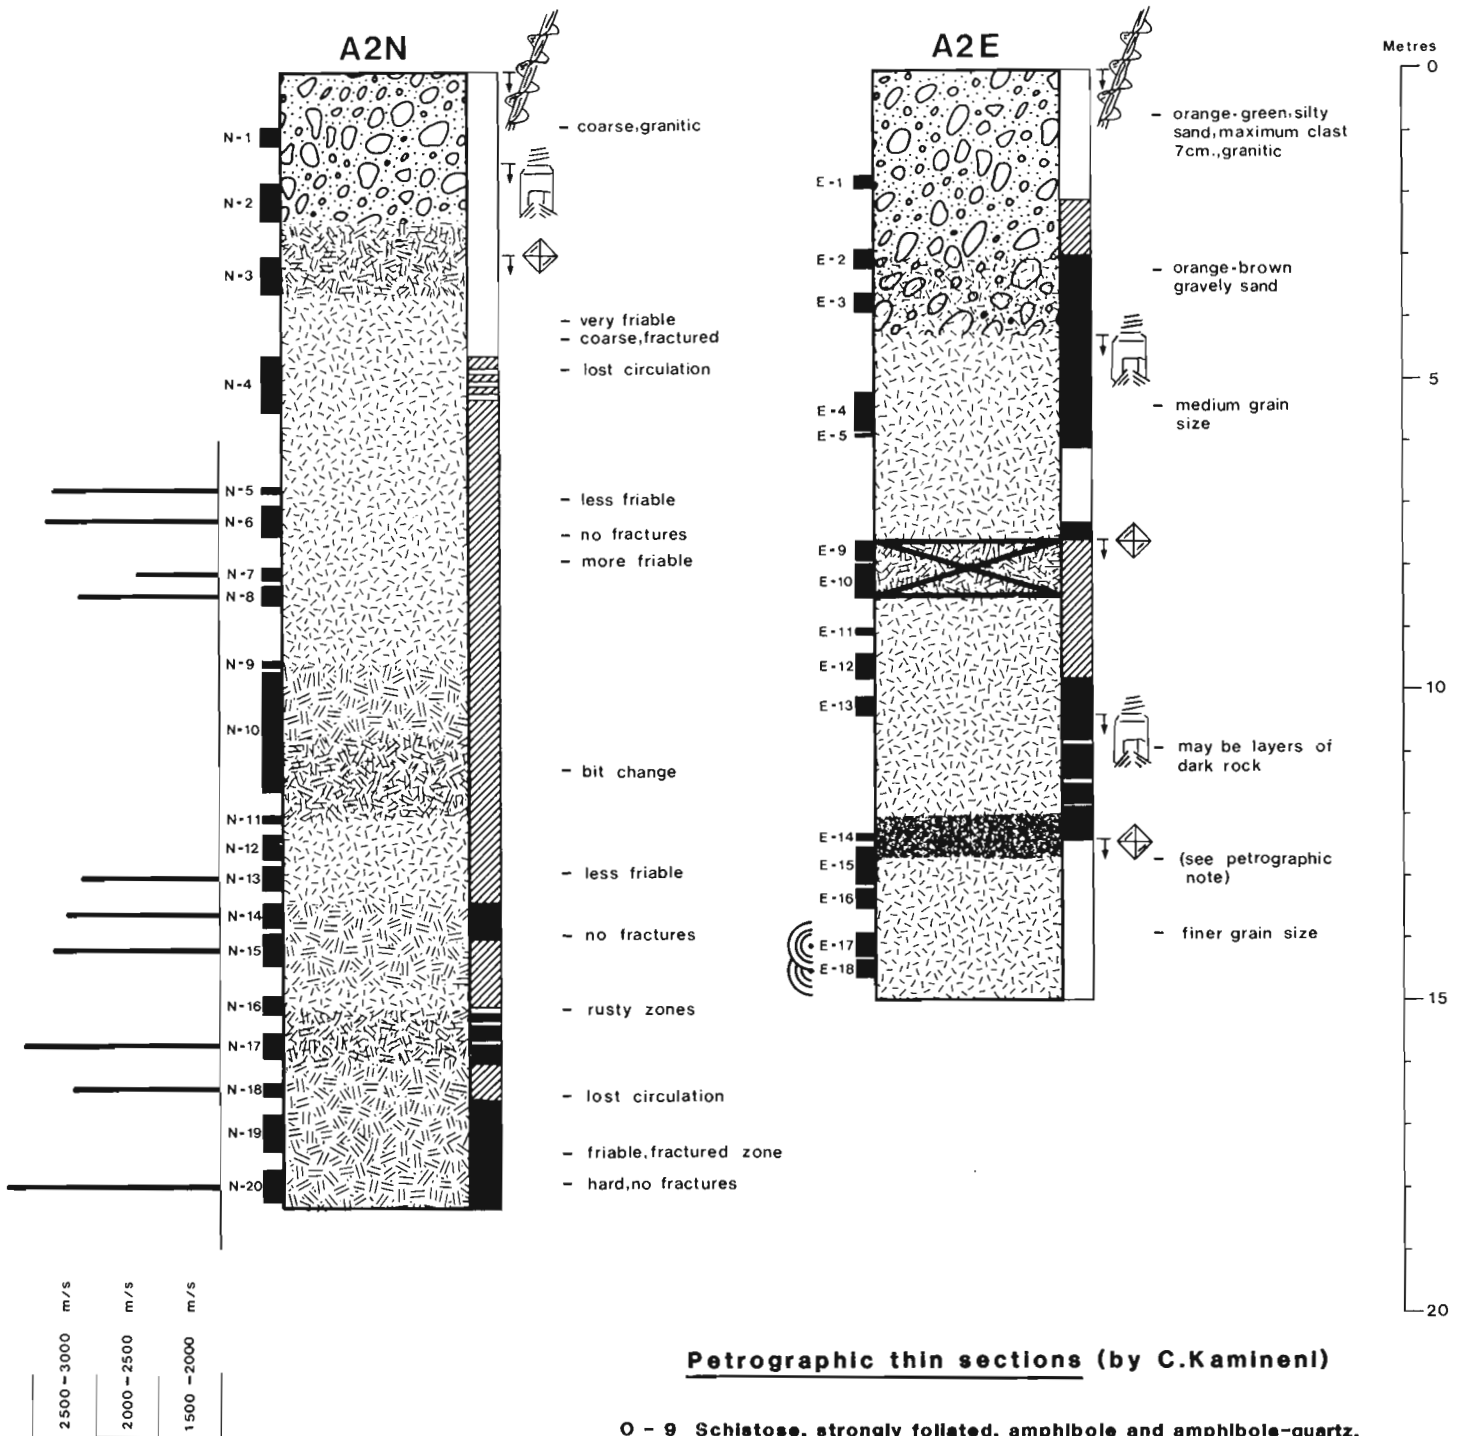 A2N
A2E
Metres
0
5
10
15
20
N-1
N-2
N-3
N-4
N-5
N-6
N-7
N-8
N-9
N-10
N-11
N-12
N-13
N-14
N-15
N-16
N-17
N-18
N-19
N-20
– coarse, granitic
– very friable
– coarse, fractured
– lost circulation
– less friable
– no fractures
– more friable
– bit change
– less friable
– no fractures
– rusty zones
– lost circulation
– friable, fractured zone
– hard, no fractures
E-1
E-2
E-3
E-4
E-5
E-9
E-10
E-11
E-12
E-13
E-14
E-15
E-16
E-17
E-18
– orange-green, silty
sand, maximum clast
7cm., granitic
– orange-brown
gravely sand
– medium grain
size
– may be layers of
dark rock
– (see petrographic
note)
– finer grain size
2500-3000 m/s
2000-2500 m/s
1500-2000 m/s
Petrographic thin sections (by C.Kamineni)
O – 9 Schistose, strongly foliated, amphibole and amphibole-quartz.